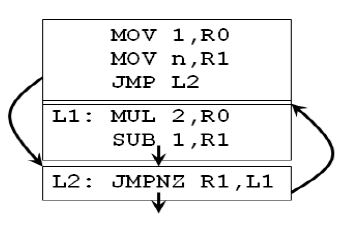 MOV 1,R0
MOV n,R1
JMP L2
L1: MUL 2,R0
SUB 1,R1
L2: JMPNZ R1,L1